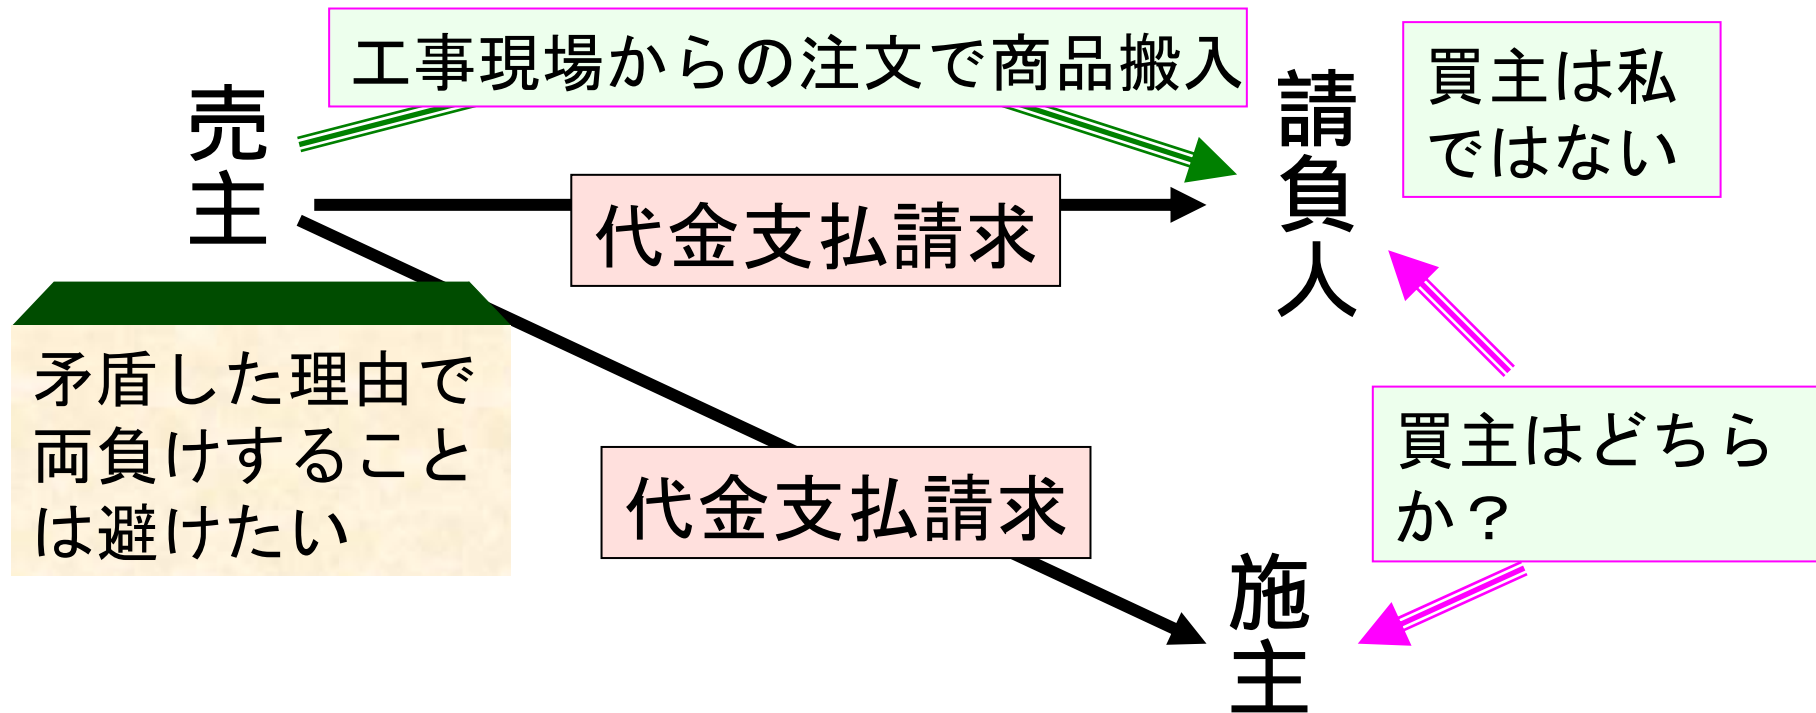 工事現場からの注文で商品搬入
買主は私
ではない
売主
請負人
代金支払請求
矛盾した理由で
両負けすること
は避けたい
買主はどちら
か？
代金支払請求
施主